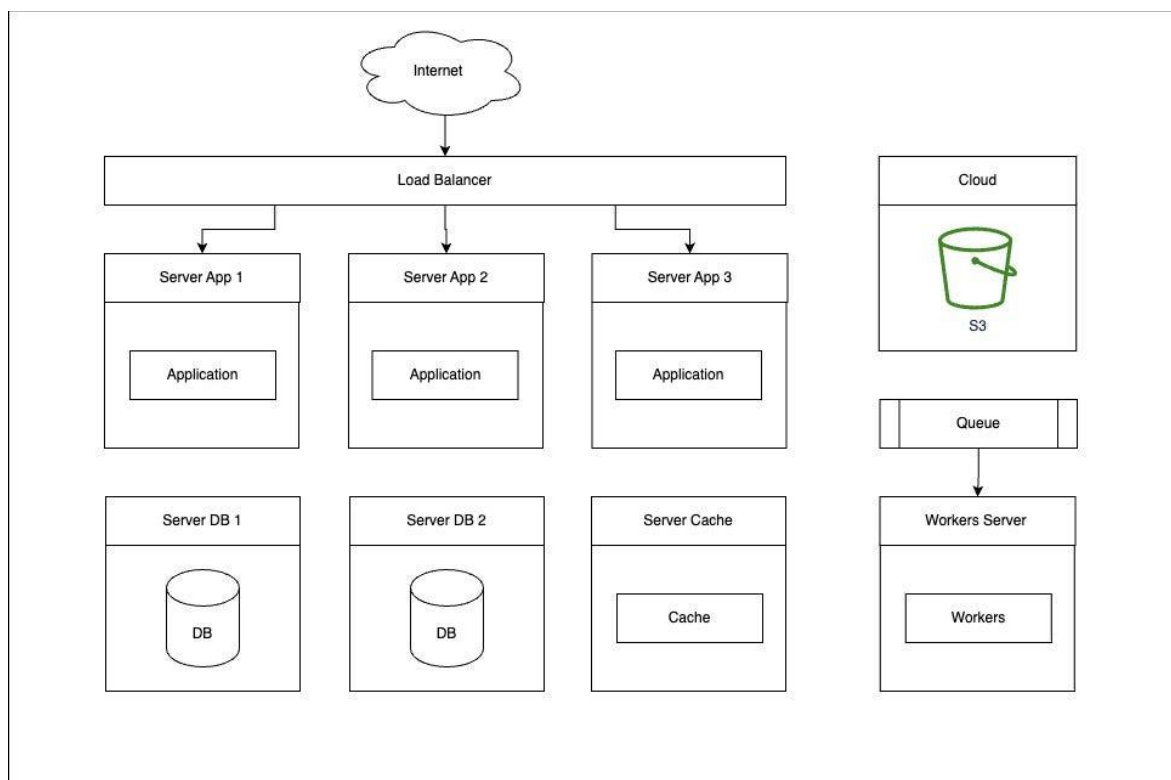 Internet
Load Balancer
Cloud
S3
Server App 1
Server App 2
Server App 3
Application
Application
Application
Queue
Server DB 1
Server DB 2
Server Cache
Workers Server
DB
DB
Cache
Workers